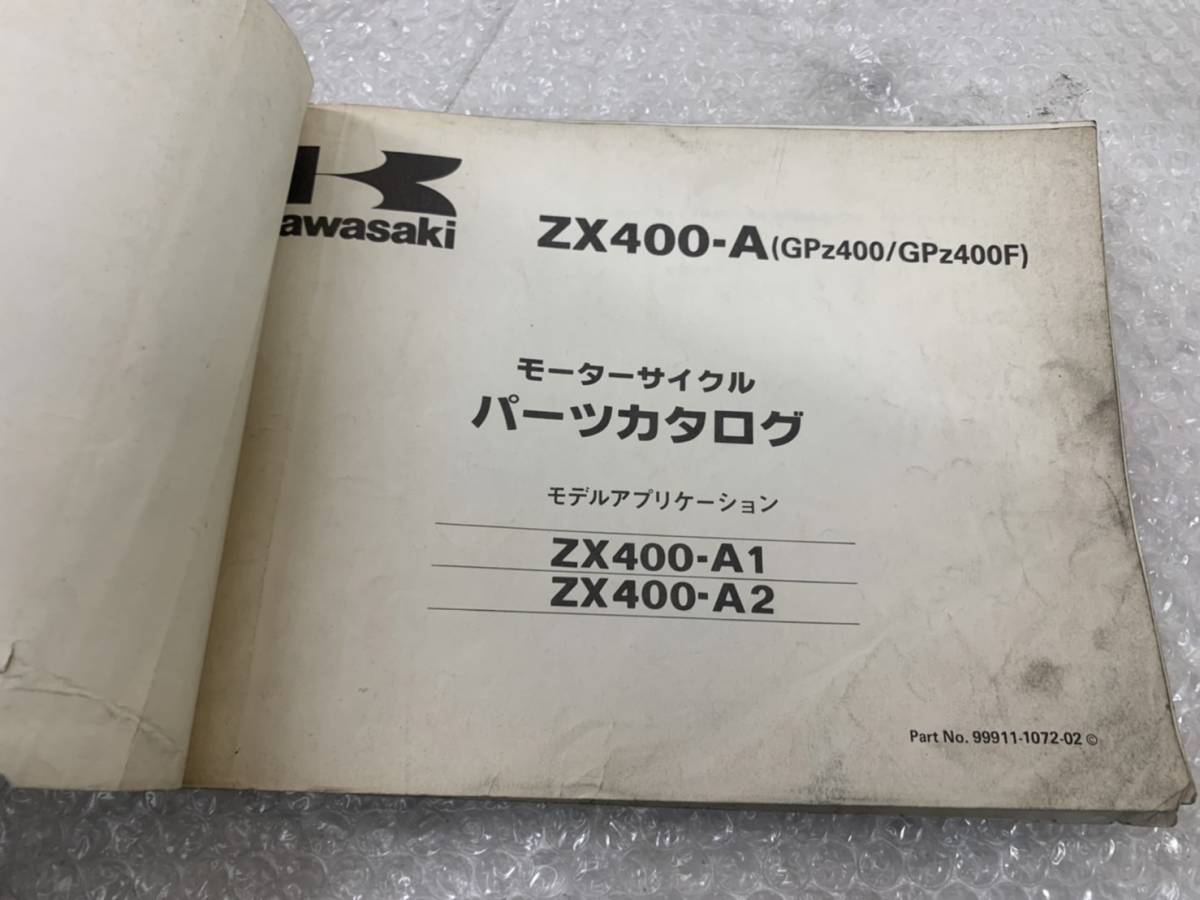 Kawasaki
ZX400-A(GPz400/GPz400F)
モーターサイクル
パーツカタログ
モデルアプリケーション
ZX400-A1
ZX400-A2
Part No. 99911-1072-02 ©